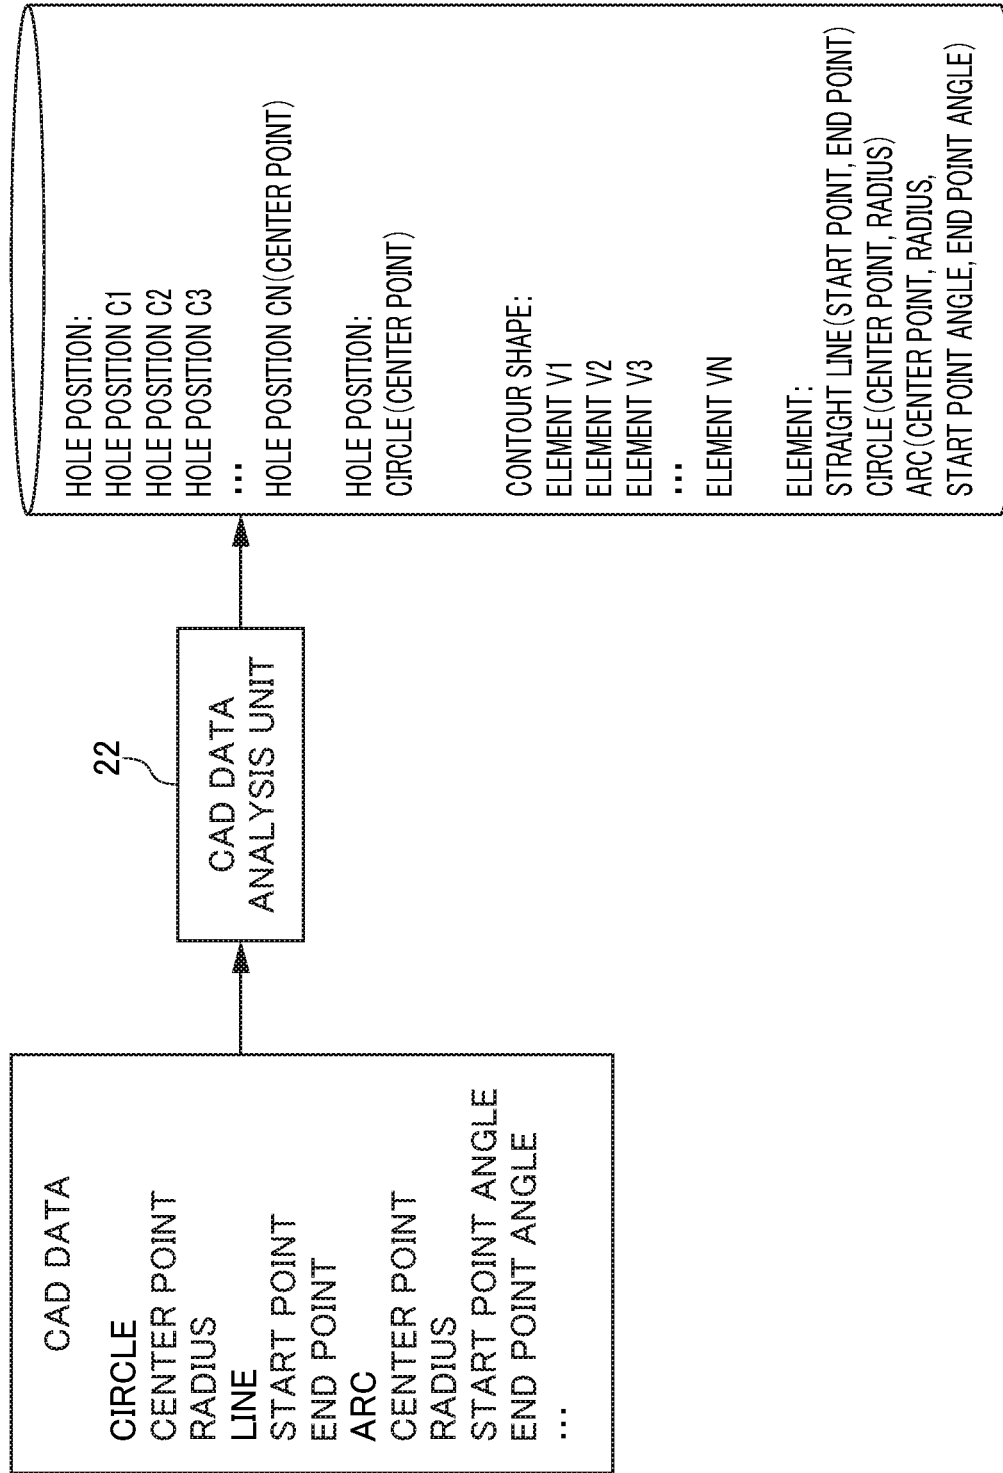 CAD DATA
CIRCLE
CENTER POINT
RADIUS
LINE
START POINT
END POINT
ARC
CENTER POINT
RADIUS
START POINT ANGLE
END POINT ANGLE
...
22
CAD DATA
ANALYSIS UNIT
HOLE POSITION:
HOLE POSITION C1
HOLE POSITION C2
HOLE POSITION C3
...
HOLE POSITION CN(CENTER POINT)
HOLE POSITION:
CIRCLE(CENTER POINT)
CONTOUR SHAPE:
ELEMENT V1
ELEMENT V2
ELEMENT V3
...
ELEMENT VN
ELEMENT:
STRAIGHT LINE(START POINT, END POINT)
CIRCLE(CENTER POINT, RADIUS)
ARC(CENTER POINT, RADIUS,
START POINT ANGLE, END POINT ANGLE)